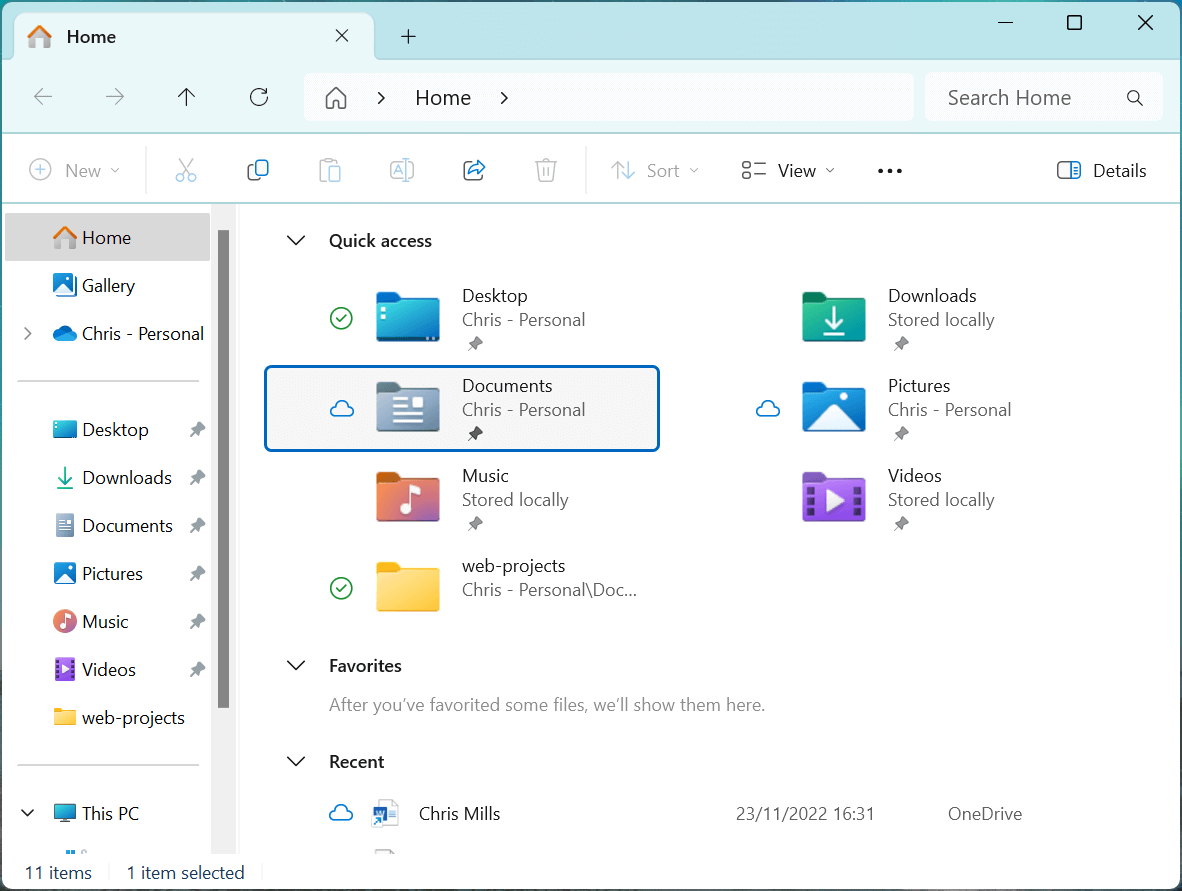 Home
Home
Search Home
New
Sort
View
Details
Home
Gallery
Chris - Personal
Desktop
Downloads
Documents
Pictures
Music
Videos
web-projects
This PC
Quick access
Desktop
Chris - Personal
Downloads
Stored locally
Documents
Chris - Personal
Pictures
Chris - Personal
Music
Stored locally
Videos
Stored locally
web-projects
Chris - Personal\Doc...
Favorites
After you’ve favorited some files, we’ll show them here.
Recent
Chris Mills 23/11/2022 16:31 OneDrive
11 items 1 item selected